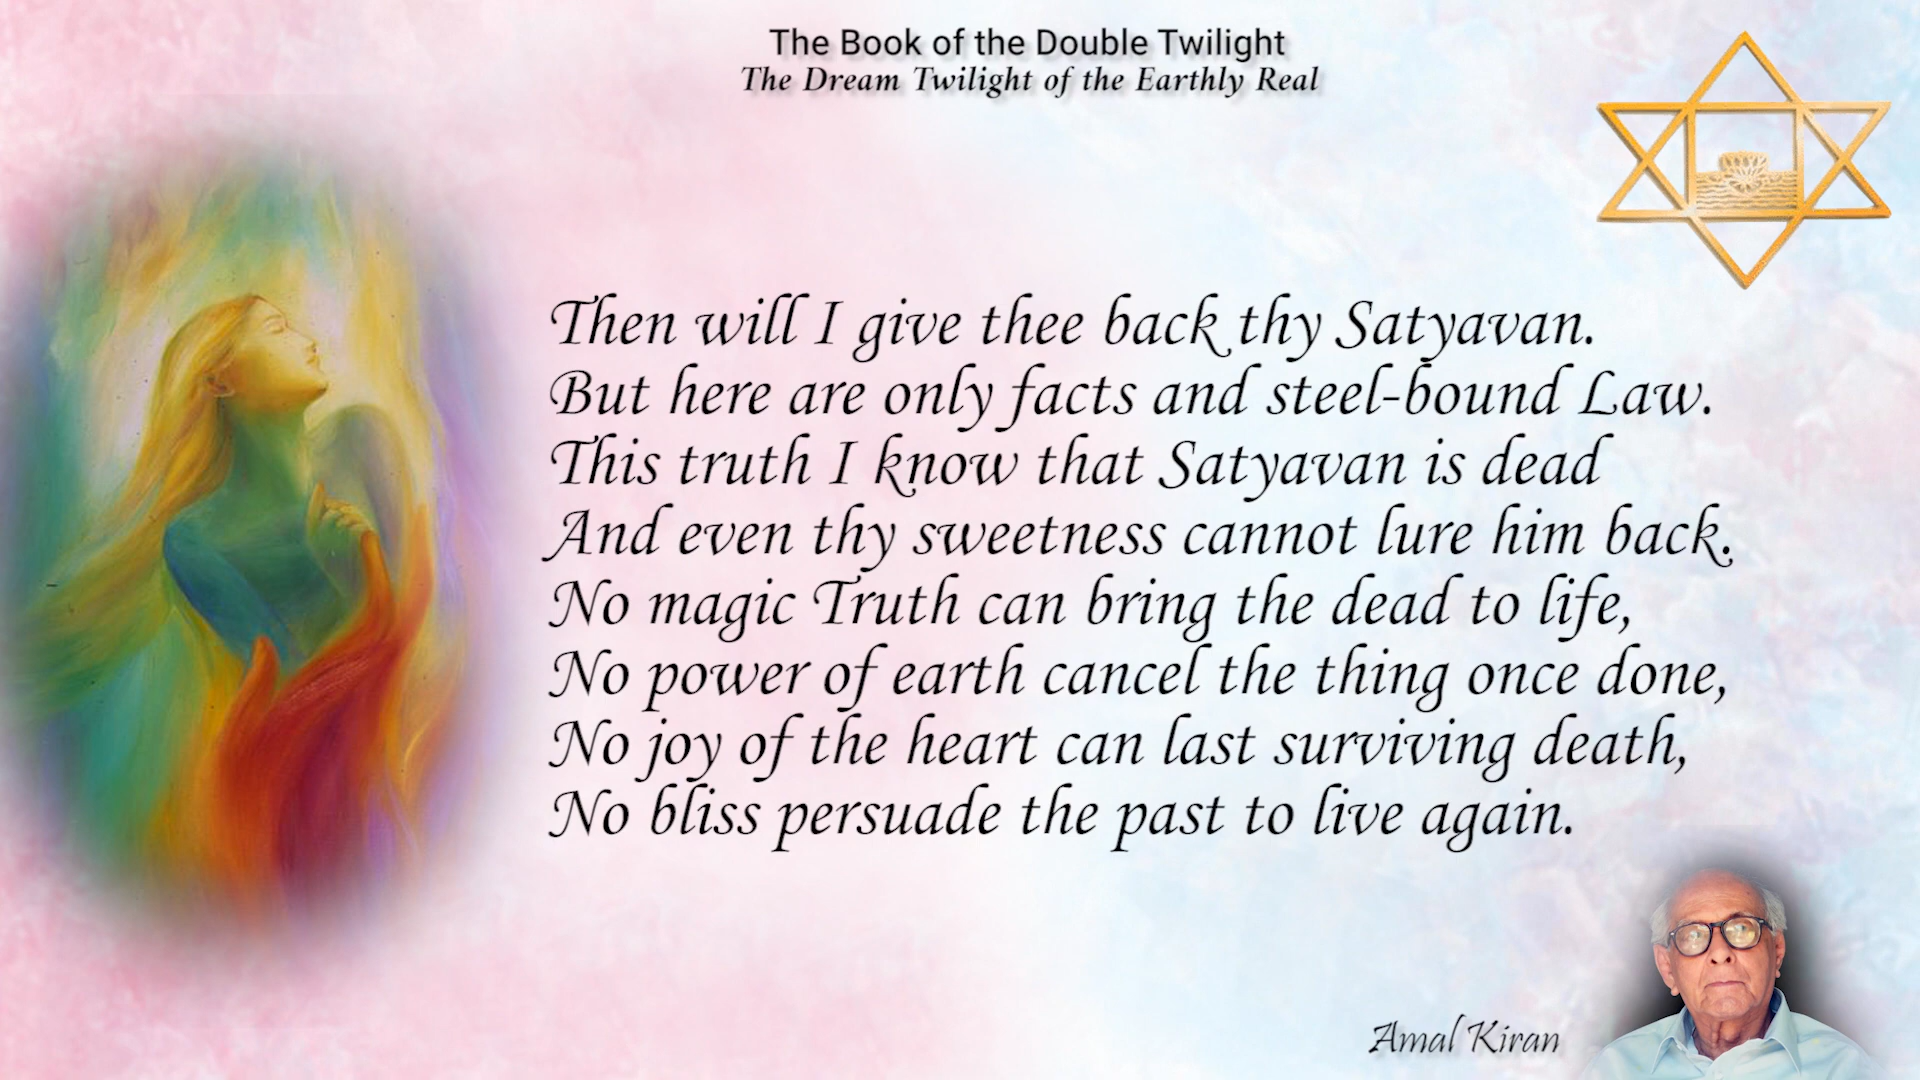 The Book of the Double Twilight
The Dream Twilight of the Earthly Real
Then will I give thee back thy Satyavan.
But here are only facts and steel-bound Law.
This truth I know that Satyavan is dead
And even thy sweetness cannot lure him back.
No magic Truth can bring the dead to life,
No power of earth cancel the thing once done,
No joy of the heart can last surviving death,
No bliss persuade the past to live again.
Amal Kiran